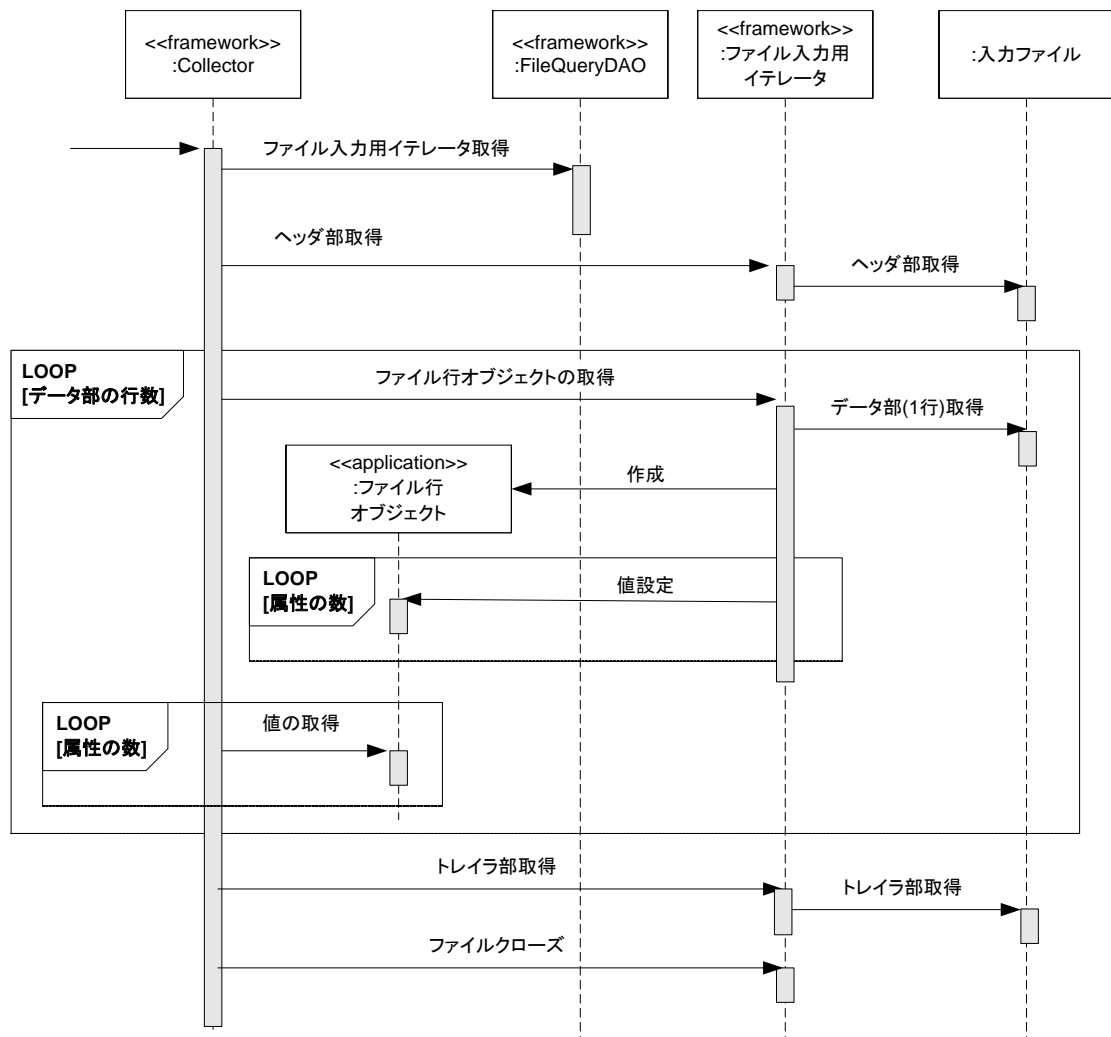 <<framework>>
:Collector
<<framework>>
:FileQueryDAO
<<framework>>
:ファイル入力用
イテレータ
:入力ファイル
ファイル入力用イテレータ取得
ヘッダ部取得
ヘッダ部取得
LOOP
[データ部の行数]
ファイル行オブジェクトの取得
データ部(1行)取得
<<application>>
:ファイル行
オブジェクト
作成
LOOP
[属性の数]
値設定
LOOP
[属性の数]
値の取得
トレイラ部取得
トレイラ部取得
ファイルクローズ